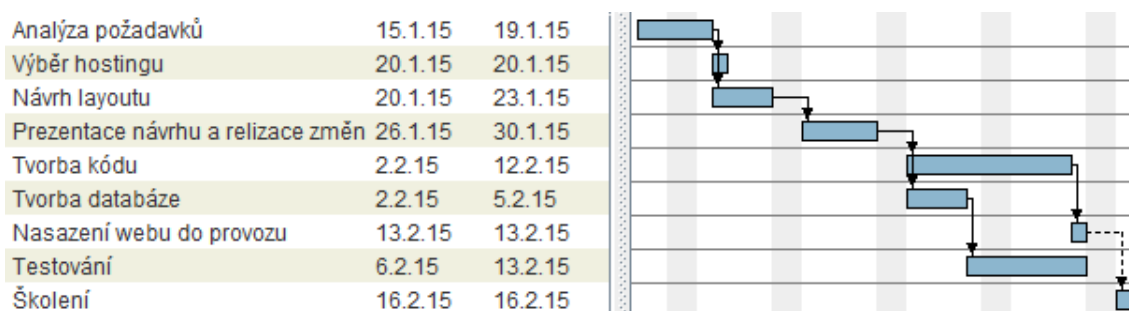 Analýza požadavků 15.1.15 19.1.15
Výběr hostingu 20.1.15 20.1.15
Návrh layoutu 20.1.15 23.1.15
Prezentace návrhu a relizace změn 26.1.15 30.1.15
Tvorba kódu 2.2.15 12.2.15
Tvorba databáze 2.2.15 5.2.15
Nasazení webu do provozu 13.2.15 13.2.15
Testování 6.2.15 13.2.15
Školení 16.2.15 16.2.15